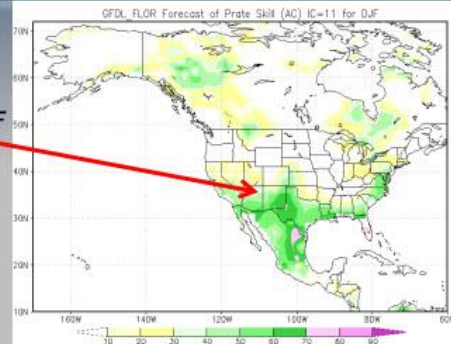 GFDL_FLOR Forecast of Prate Skill (AC) IC=11 for DJF
70N
60N
50N
40N
30N
20N
10N
160W 140W 120W 100W 80W 60
10 20 30 40 50 60 70 80 90